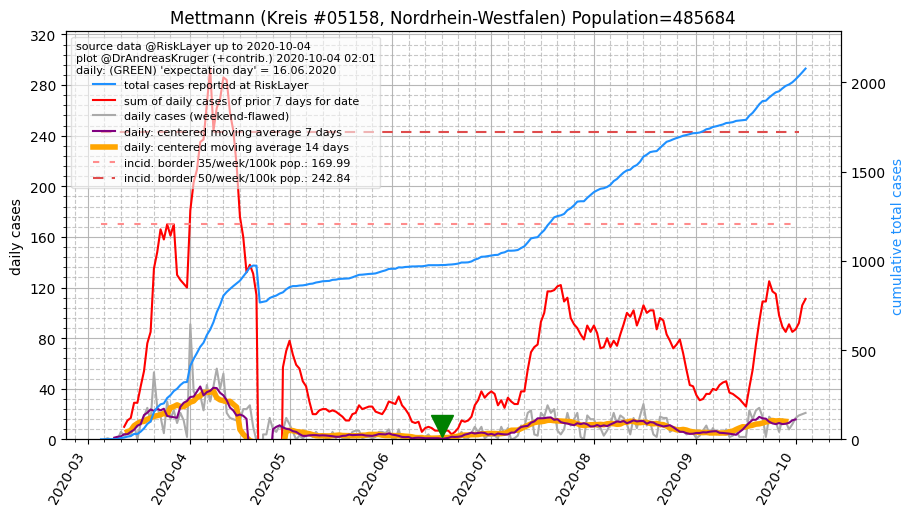 Mettmann (Kreis #05158, Nordrhein-Westfalen) Population=485684
source data @RiskLayer up to 2020-10-04
plot @DrAndreasKruger (+contrib.) 2020-10-04 02:01
daily: (GREEN) 'expectation day' = 16.06.2020
total cases reported at RiskLayer
sum of daily cases of prior 7 days for date
daily cases (weekend-flawed)
daily: centered moving average 7 days
daily: centered moving average 14 days
incid. border 35/week/100k pop.: 169.99
incid. border 50/week/100k pop.: 242.84
daily cases
320
280
240
200
160
120
80
40
0
2000
1500
1000
500
0
cumulative total cases
2020-03
2020-04
2020-05
2020-06
2020-07
2020-08
2020-09
2020-10